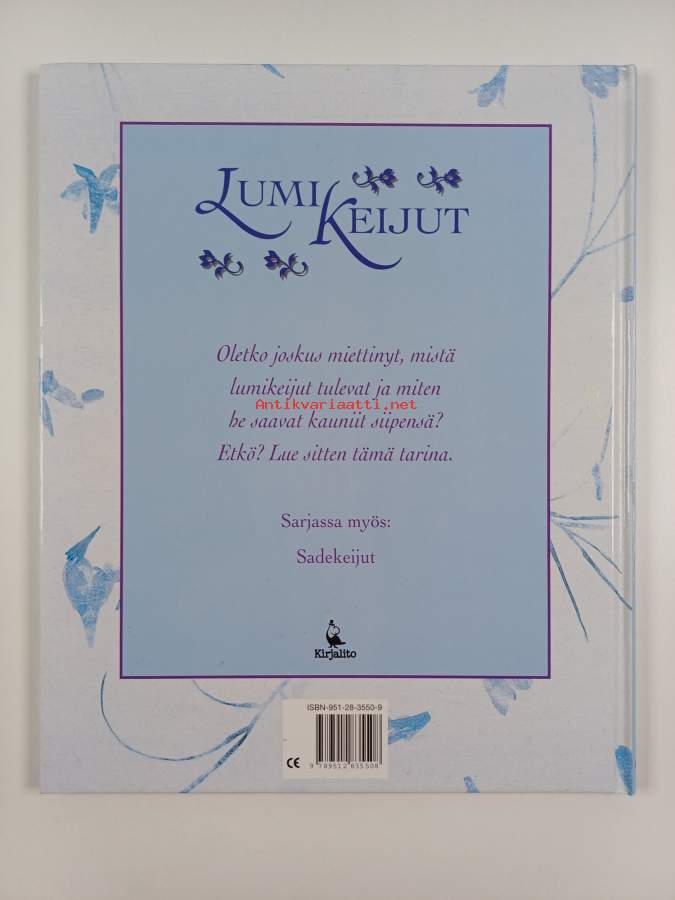 LUMI KEIJUT
Oletko joskus miettinyt, mistä
lumikeijut tulevat ja miten
Antikvariaatti.net
he saavat kauniit siipensä?
Etkö? Lue sitten tämä tarina.
Sarjassa myös:
Sadekeijut
Kirjalito
ISBN-951-28-3550-9
CE
9 789512 835508